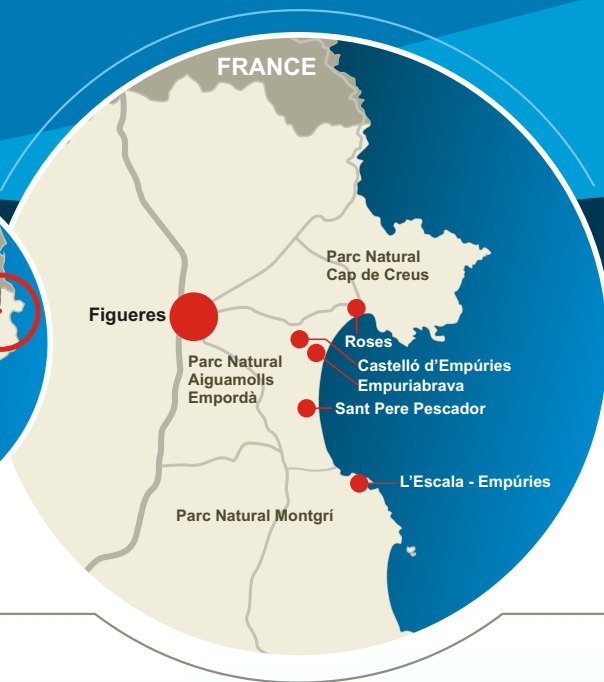 FRANCE
Parc Natural
Cap de Creus
Figueres
Roses
Parc Natural
Aiguamolls
Empordà
Castelló d'Empúries
Empuriabrava
Sant Pere Pescador
L'Escala - Empúries
Parc Natural Montgrí